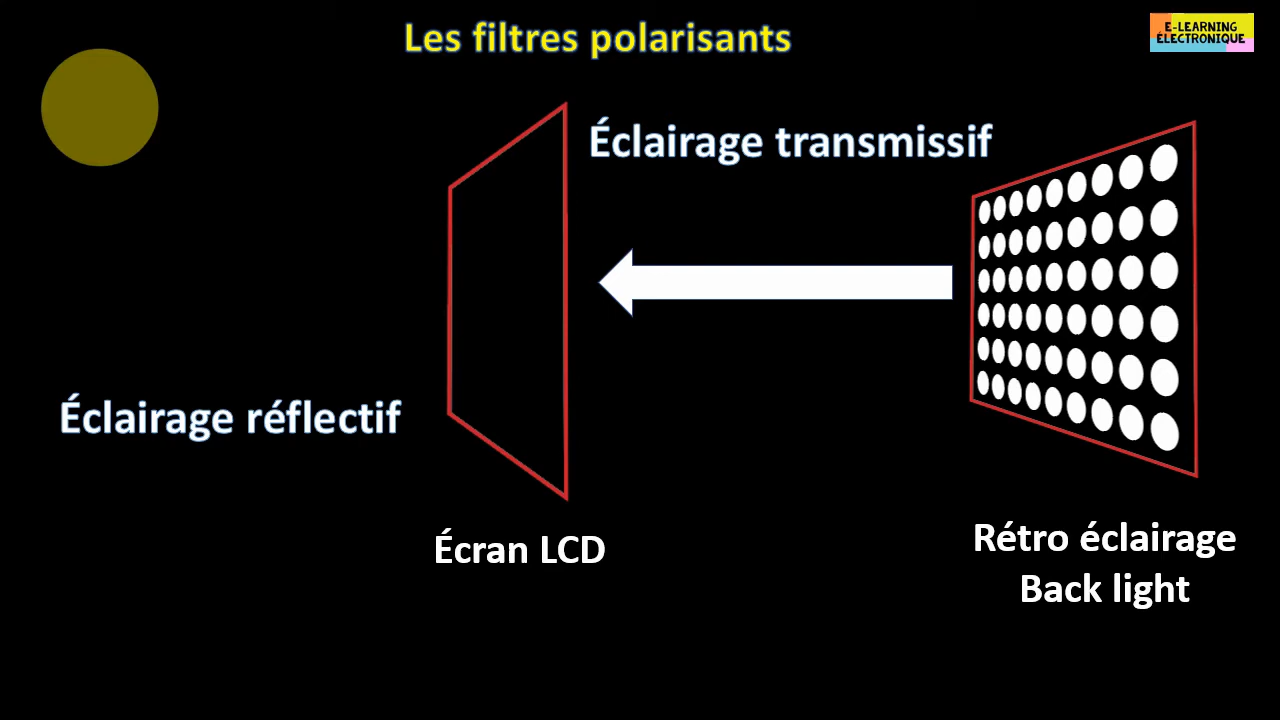 Les filtres polarisants
E-LEARNING
ÉLECTRONIQUE
Éclairage transmissif
Éclairage réflectif
Écran LCD
Rétro éclairage
Back light